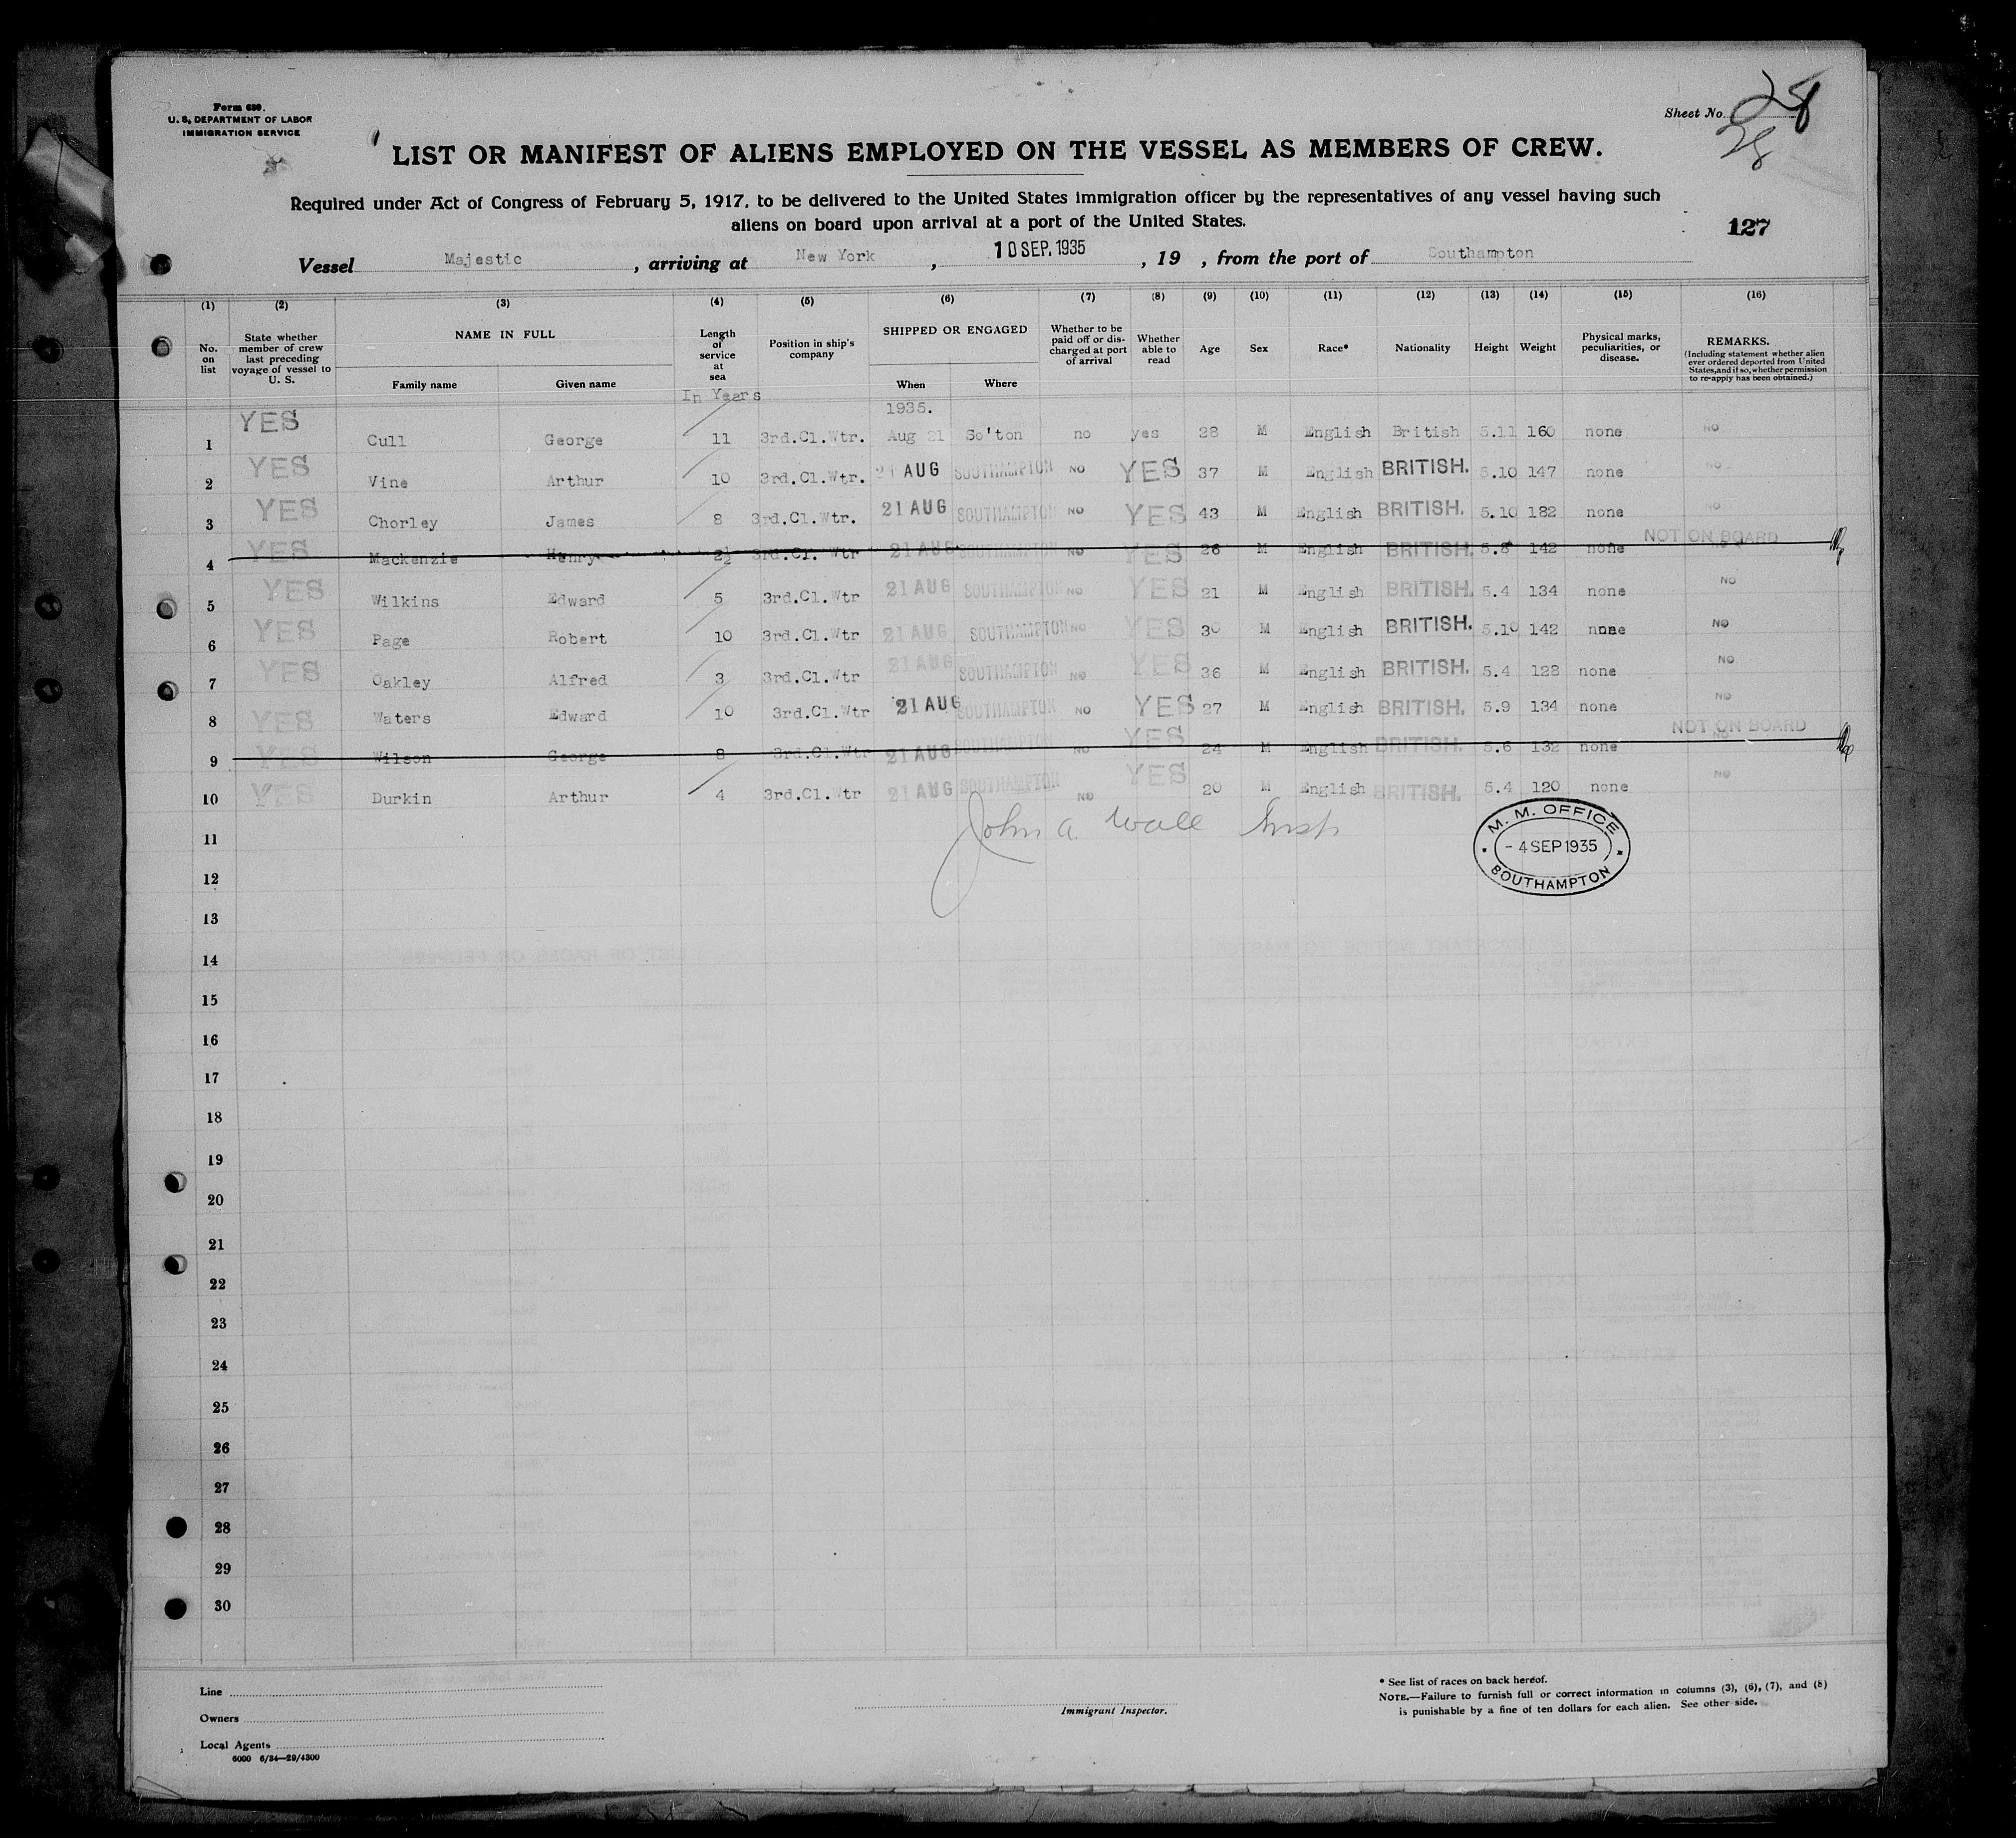 Form 680.
U. S. DEPARTMENT OF LABOR
IMMIGRATION SERVICE
Sheet No. 28
28
LIST OR MANIFEST OF ALIENS EMPLOYED ON THE VESSEL AS MEMBERS OF CREW.
Required under Act of Congress of February 5, 1917, to be delivered to the United States immigration officer by the representatives of any vessel having such
aliens on board upon arrival at a port of the United States.
127
Vessel Majestic , arriving at New York , 10 SEP. 1935 , 19 , from the port of Southampton
(1) (2) (3) (4) (5) (6) (7) (8) (9) (10) (11) (12) (13) (14) (15) (16)
No. on list
State whether member of crew last preceding voyage of vessel to U. S.
NAME IN FULL
Family name
Given name
Length of service at sea
In Years
Position in ship's company
SHIPPED OR ENGAGED
When
Where
Whether to be paid off or discharged at port of arrival
Whether able to read
Age
Sex
Race*
Nationality
Height
Weight
Physical marks, peculiarities, or disease.
REMARKS.
(Including statement whether alien ever ordered deported from United States, and if so, whether permission to re-apply has been obtained.)
1935.
1 YES Cull George 11 3rd.Cl.Wtr. Aug 21 So'ton no yes 28 M English British 5.11 160 none NO
2 YES Vine Arthur 10 3rd.Cl.Wtr. 21 AUG SOUTHAMPTON NO YES 37 M English BRITISH. 5.10 147 none NO
3 YES Chorley James 8 3rd.Cl.Wtr. 21 AUG SOUTHAMPTON NO YES 43 M English BRITISH. 5.10 182 none NO
4 YES Mackenzie Henry 2½ 3rd.Cl. Wtr 21 AUG SOUTHAMPTON NO YES 26 M English BRITISH. 5.8 142 none NO NOT ON BOARD
5 YES Wilkins Edward 5 3rd.Cl.Wtr 21 AUG SOUTHAMPTON NO YES 21 M English BRITISH. 5.4 134 none NO
6 YES Page Robert 10 3rd.Cl.Wtr 21 AUG SOUTHAMPTON NO YES 30 M English BRITISH. 5.10 142 none NO
7 YES Oakley Alfred 3 3rd.Cl.Wtr 21 AUG SOUTHAMPTON NO YES 36 M English BRITISH. 5.4 128 none NO
8 YES Waters Edward 10 3rd.Cl.Wtr 21 AUG SOUTHAMPTON NO YES 27 M English BRITISH. 5.9 134 none NO
9 YES Wilson George 8 3rd.Cl.Wtr 21 AUG SOUTHAMPTON NO YES 24 M English BRITISH. 5.6 132 none NO NOT ON BOARD
10 YES Durkin Arthur 4 3rd.Cl.Wtr 21 AUG SOUTHAMPTON NO YES 20 M English BRITISH. 5.4 120 none NO
John A. Wall Insp
M. M. OFFICE
- 4 SEP 1935
SOUTHAMPTON
11
12
13
14
15
16
17
18
19
20
21
22
23
24
25
26
27
28
29
30
Line
Owners
Local Agents
6000 6/34—29/4300
Immigrant Inspector.
* See list of races on back hereof.
NOTE.—Failure to furnish full or correct information in columns (3), (6), (7), and (8)
is punishable by a fine of ten dollars for each alien. See other side.